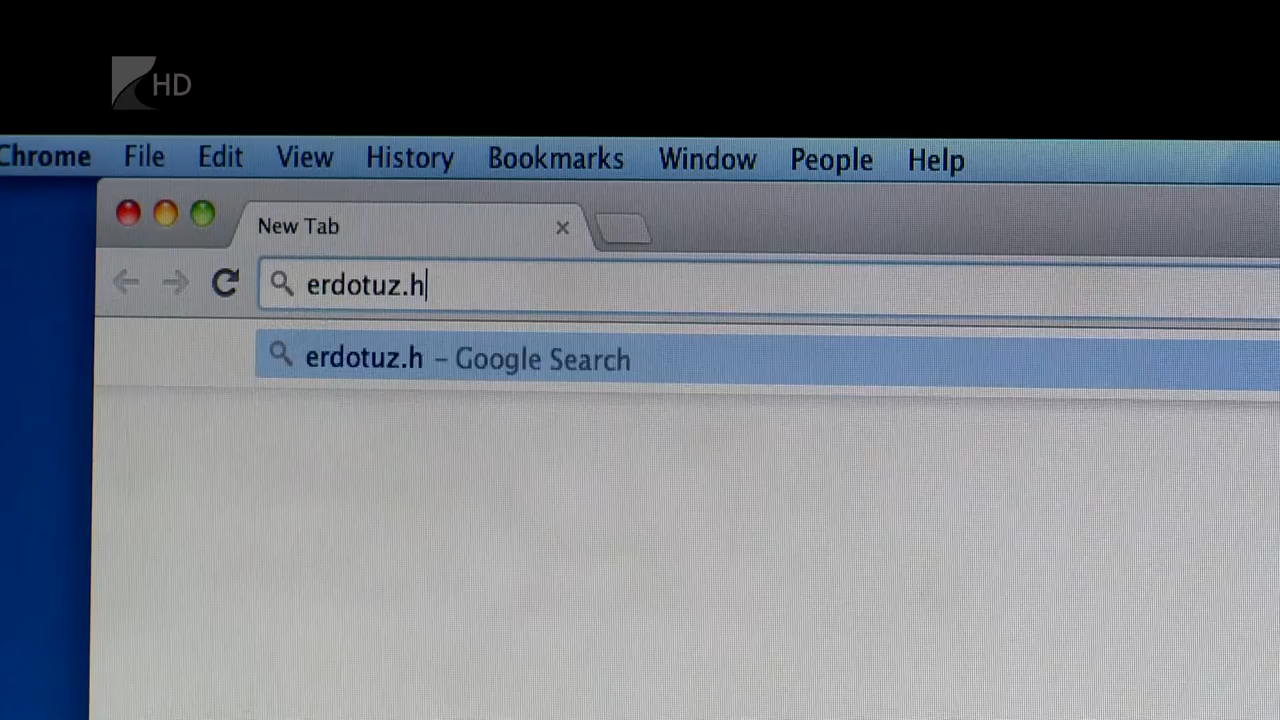 HD
Chrome File Edit View History Bookmarks Window People Help
New Tab
erdotuz.h
erdotuz.h – Google Search